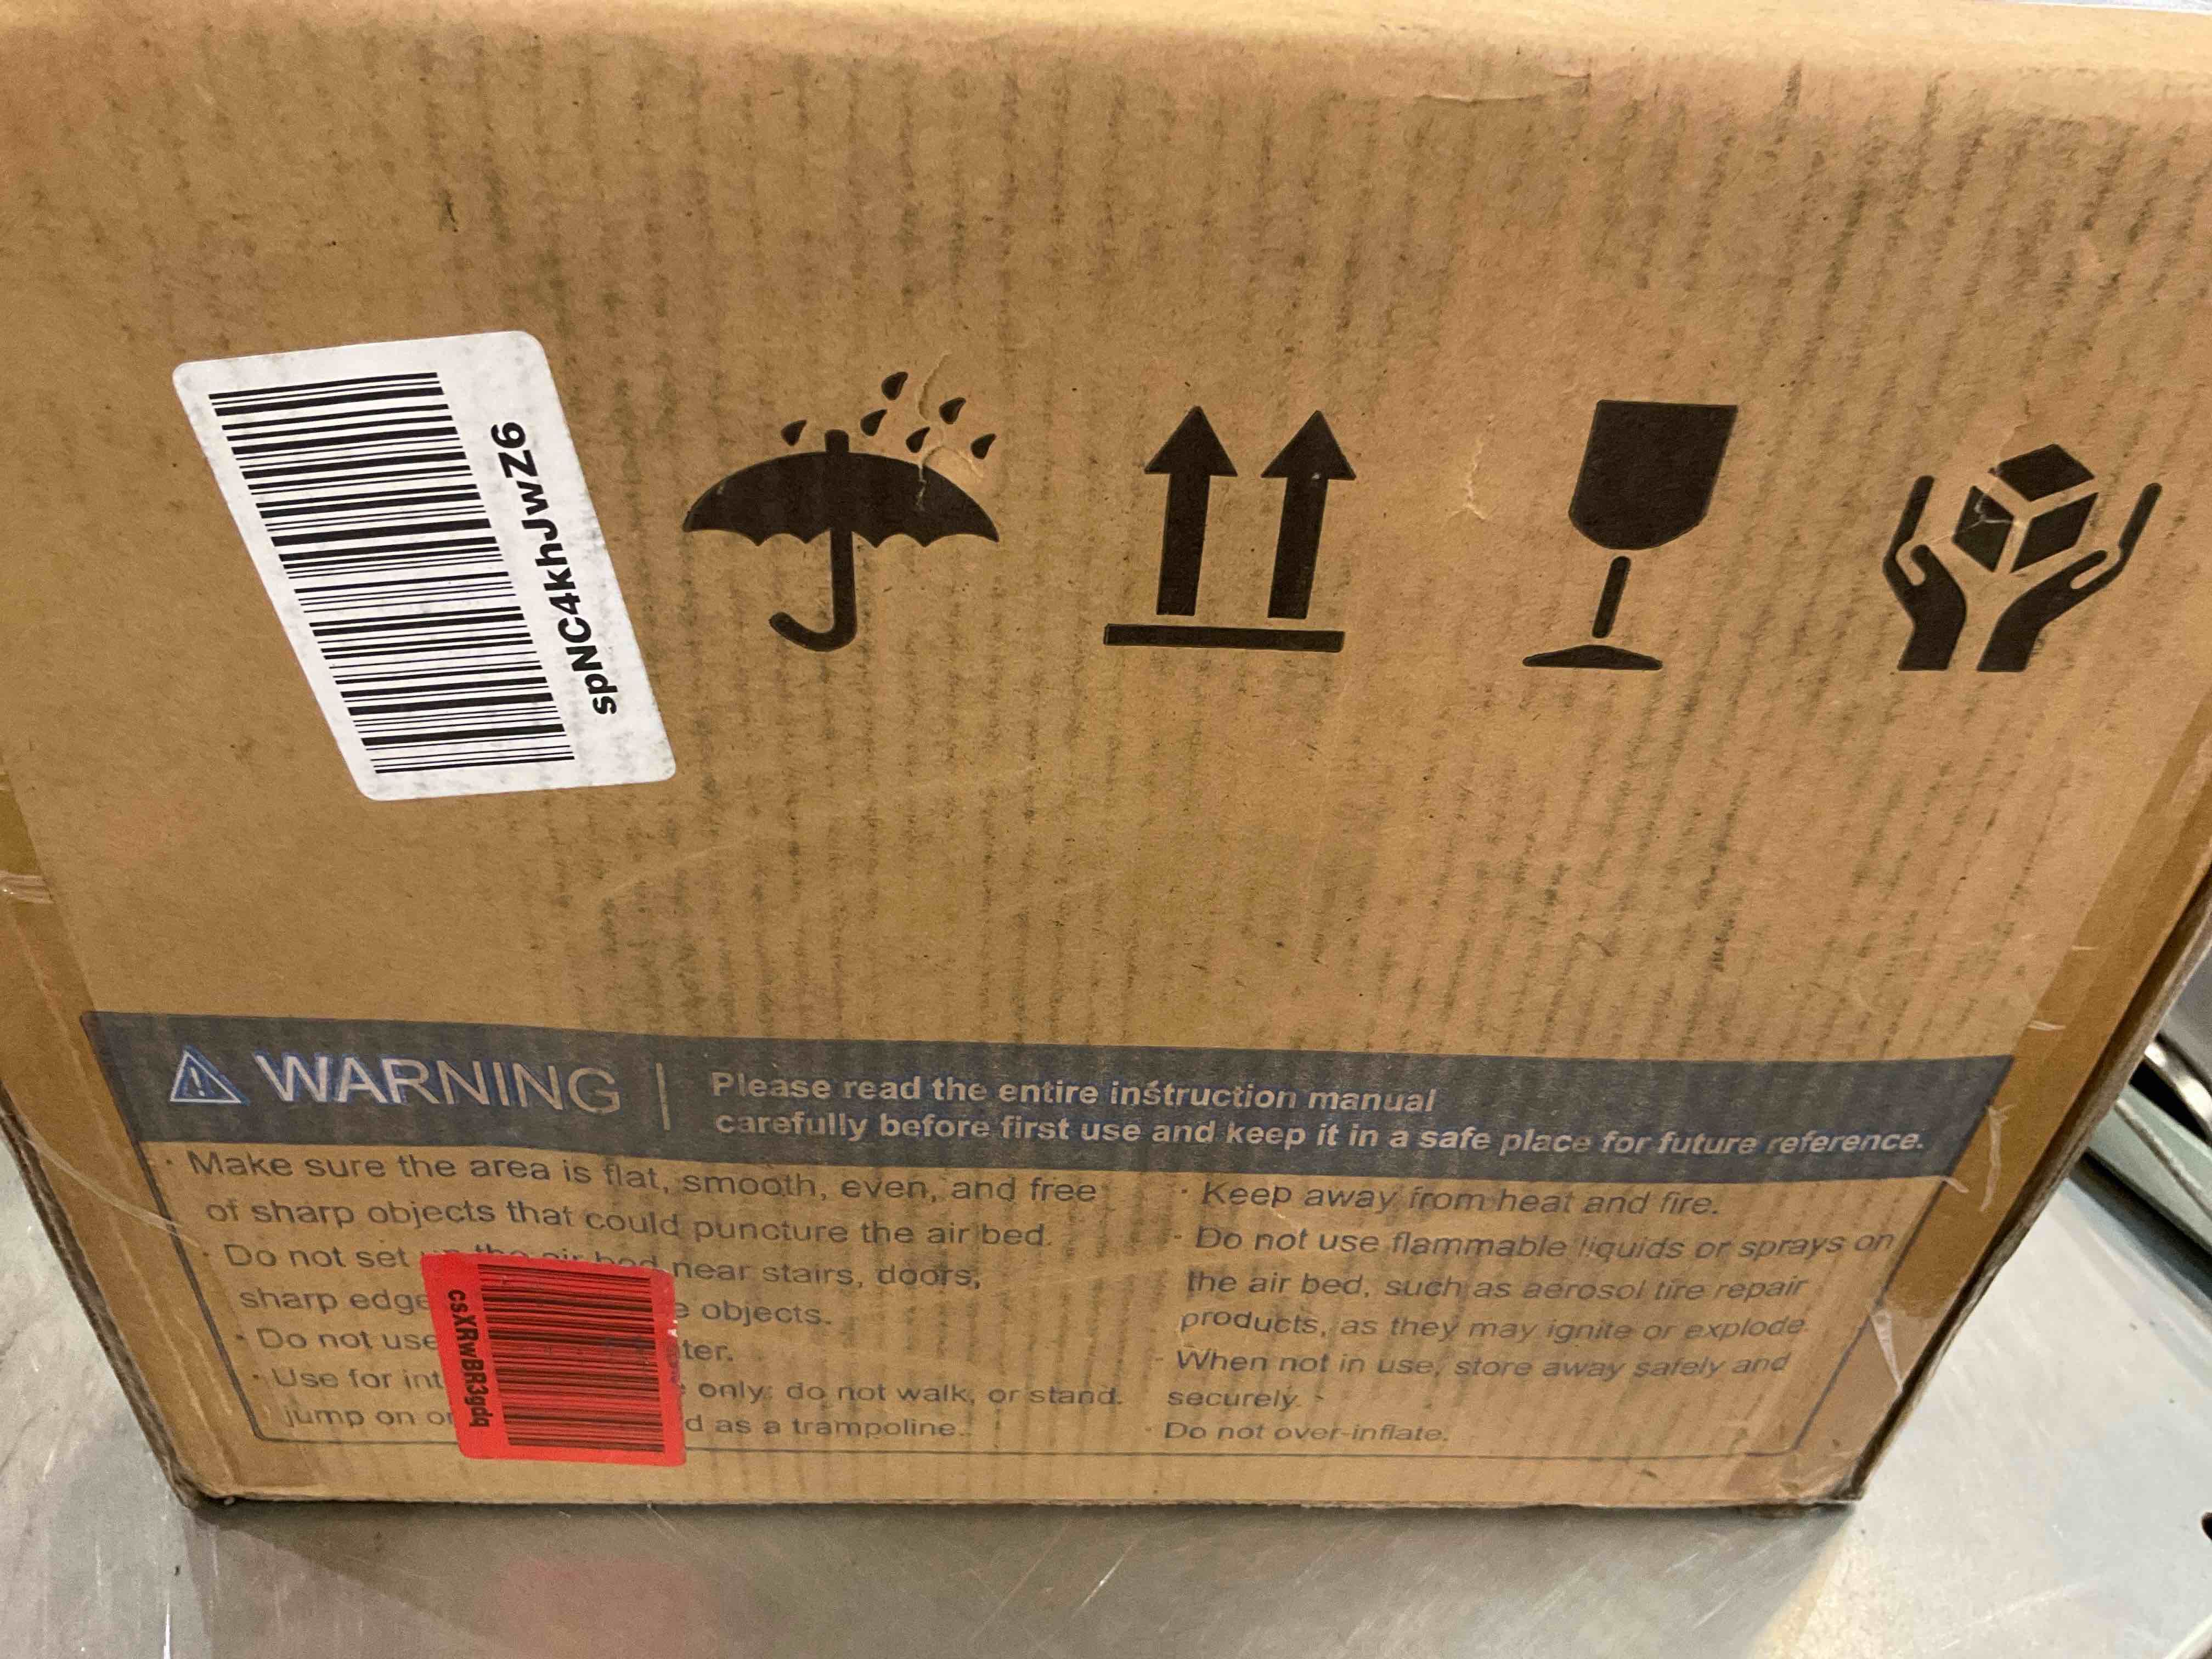 spNC4khJwZ6
WARNING
Please read the entire instruction manual
carefully before first use and keep it in a safe place for future reference.
· Make sure the area is flat, smooth, even, and free
of sharp objects that could puncture the air bed.
· Do not set up the air bed near stairs, doors,
sharp edge objects.
· Do not use
· Use for only: do not walk, or stand.
jump on as a trampoline.
csXRwBR3gdq
· Keep away from heat and fire.
· Do not use flammable liquids or sprays on
the air bed, such as aerosol tire repair
products, as they may ignite or explode.
· When not in use, store away safely and
securely.
· Do not over-inflate.